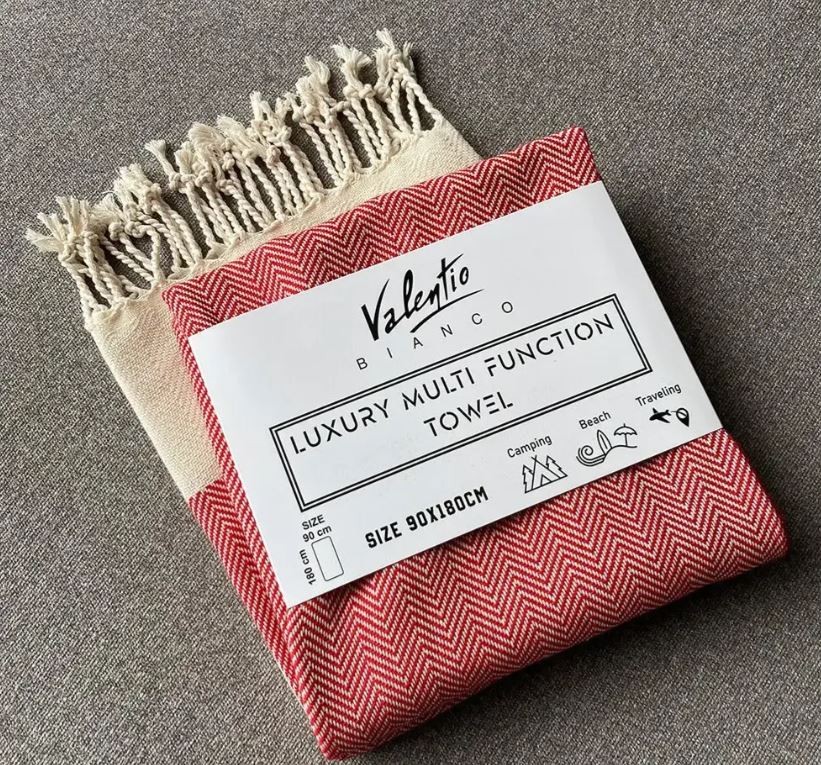 Valentio
BIANCO
LUXURY MULTI FUNCTION
TOWEL
Camping
Beach
Traveling
SIZE
90 cm
180 cm
SIZE 90X180CM